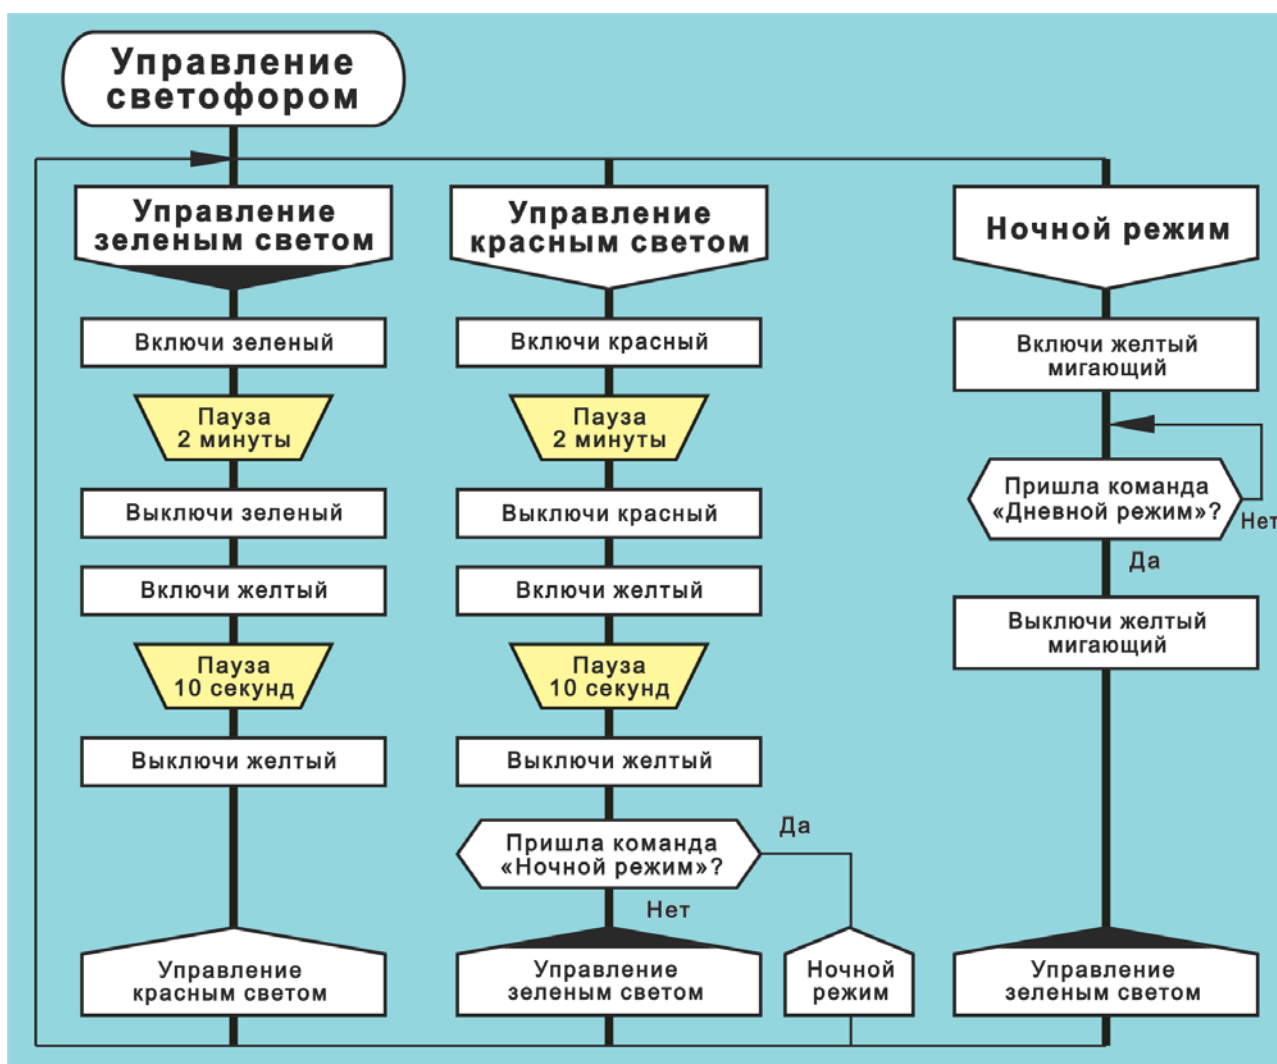 Управление
светофором
Управление
зеленым светом
Включи зеленый
Пауза
2 минуты
Выключи зеленый
Включи желтый
Пауза
10 секунд
Выключи желтый
Управление
красным светом
Управление
красным светом
Включи красный
Пауза
2 минуты
Выключи красный
Включи желтый
Пауза
10 секунд
Выключи желтый
Пришла команда
«Ночной режим»?
Да
Нет
Управление
зеленым светом
Ночной
режим
Ночной режим
Включи желтый
мигающий
Пришла команда
«Дневной режим»?
Нет
Да
Выключи желтый
мигающий
Управление
зеленым светом